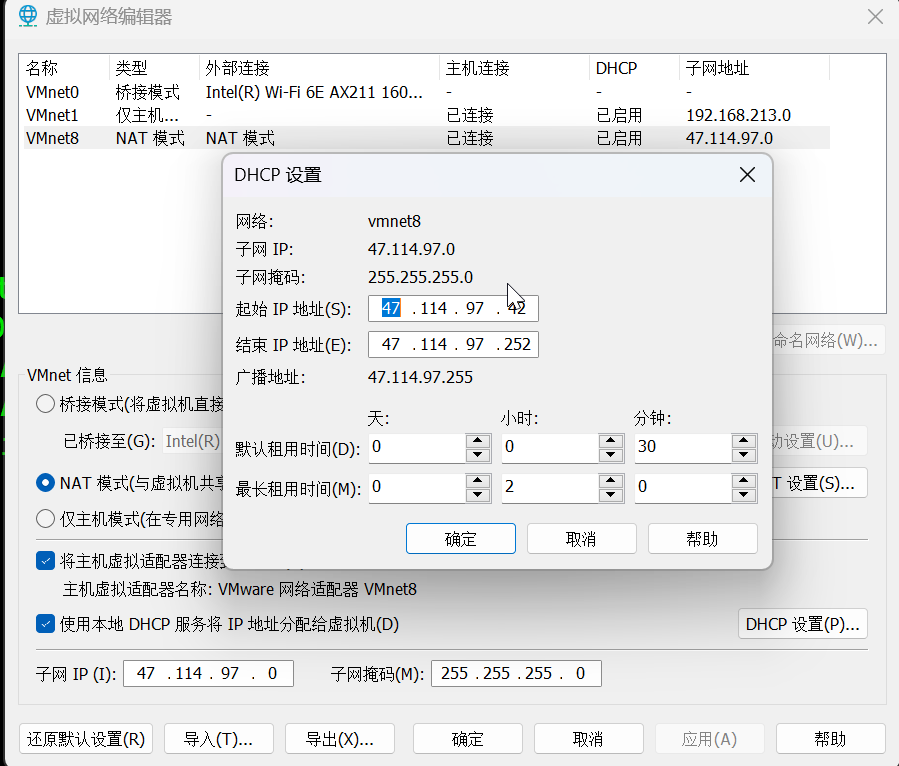 虚拟网络编辑器
名称 类型 外部连接 主机连接 DHCP 子网地址
VMnet0 桥接模式 Intel(R) Wi-Fi 6E AX211 160... - - -
VMnet1 仅主机... - 已连接 已启用 192.168.213.0
VMnet8 NAT 模式 NAT 模式 已连接 已启用 47.114.97.0
DHCP 设置
网络: vmnet8
子网 IP: 47.114.97.0
子网掩码: 255.255.255.0
起始 IP 地址(S): 47 . 114 . 97 . 42
结束 IP 地址(E): 47 . 114 . 97 . 252
广播地址: 47.114.97.255
天: 小时: 分钟:
默认租用时间(D): 0 0 30
最长租用时间(M): 0 2 0
确定 取消 帮助
命名网络(W)...
VMnet 信息
桥接模式(将虚拟机直接
已桥接至(G): Intel(R) 动设置(U)...
NAT 模式(与虚拟机共享 T 设置(S)...
仅主机模式(在专用网络
将主机虚拟适配器连接
主机虚拟适配器名称: VMware 网络适配器 VMnet8
使用本地 DHCP 服务将 IP 地址分配给虚拟机(D) DHCP 设置(P)...
子网 IP (I): 47 . 114 . 97 . 0 子网掩码(M): 255 . 255 . 255 . 0
还原默认设置(R) 导入(T)... 导出(X)... 确定 取消 应用(A) 帮助